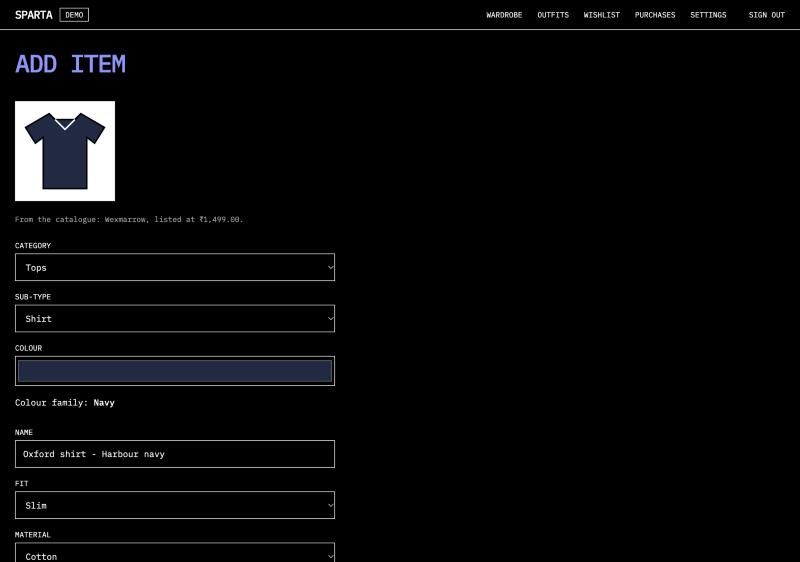 SPARTA DEMO WARDROBE OUTFITS WISHLIST PURCHASES SETTINGS SIGN OUT
ADD ITEM
From the catalogue: Wexmarrow, listed at ₹1,499.00.
CATEGORY
Tops
SUB-TYPE
Shirt
COLOUR
Colour family: Navy
NAME
Oxford shirt - Harbour navy
FIT
Slim
MATERIAL
Cotton